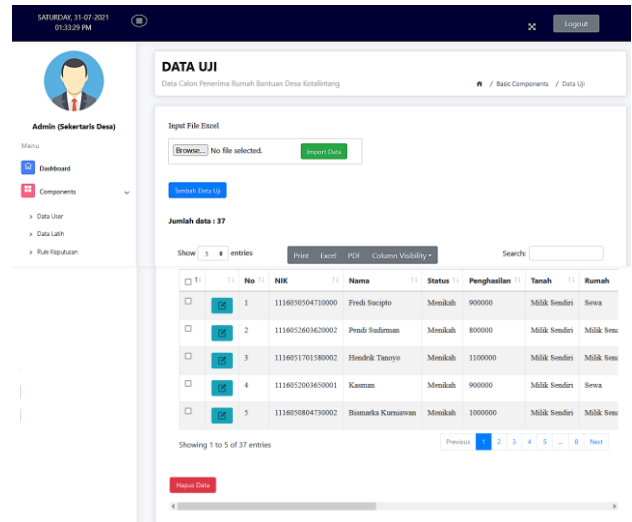 SATURDAY, 31-07-2021
01:33:29 PM
Logout
Admin (Sekertaris Desa)
Menu
Dashboard
Components
Data User
Data Latih
Rule Keputusan
DATA UJI
Data Calon Penerima Rumah Bantuan Desa Kotalintang
/ Basic Components / Data Uji
Input File Excel
Browse... No file selected. Import Data
Tambah Data Uji
Jumlah data : 37
Show 5 entries Print Excel PDF Column Visibility Search:
No NIK Nama Status Penghasilan Tanah Rumah
1 1116050504710000 Fredi Sucipto Menikah 900000 Milik Sendiri Sewa
2 1116052603620002 Pendi Sudirman Menikah 800000 Milik Sendiri Milik Send
3 1116051701580002 Hendrik Tanoyo Menikah 1100000 Milik Sendiri Milik Send
4 1116052003650001 Kasman Menikah 900000 Milik Sendiri Sewa
5 1116050804730002 Bismarka Kurniawan Menikah 1000000 Milik Sendiri Milik Send
Showing 1 to 5 of 37 entries Previous 1 2 3 4 5 ... 8 Next
Hapus Data